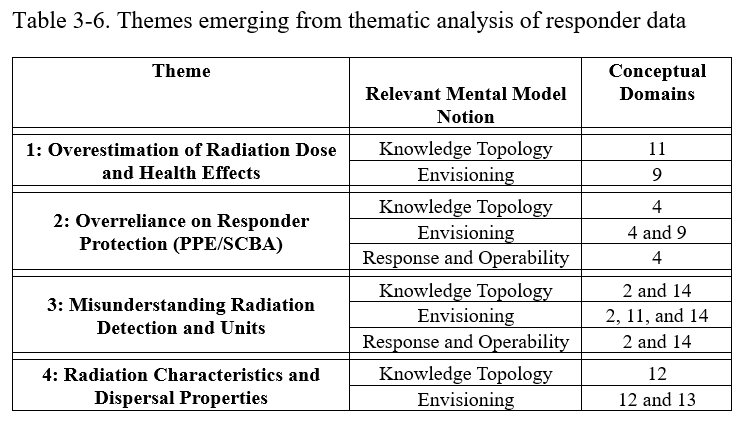 Table 3-6. Themes emerging from thematic analysis of responder data
Theme
Relevant Mental Model
Notion
Conceptual
Domains
1: Overestimation of Radiation Dose
and Health Effects
Knowledge Topology 11
Envisioning 9
2: Overreliance on Responder
Protection (PPE/SCBA)
Knowledge Topology 4
Envisioning 4 and 9
Response and Operability 4
3: Misunderstanding Radiation
Detection and Units
Knowledge Topology 2 and 14
Envisioning 2, 11, and 14
Response and Operability 2 and 14
4: Radiation Characteristics and
Dispersal Properties
Knowledge Topology 12
Envisioning 12 and 13